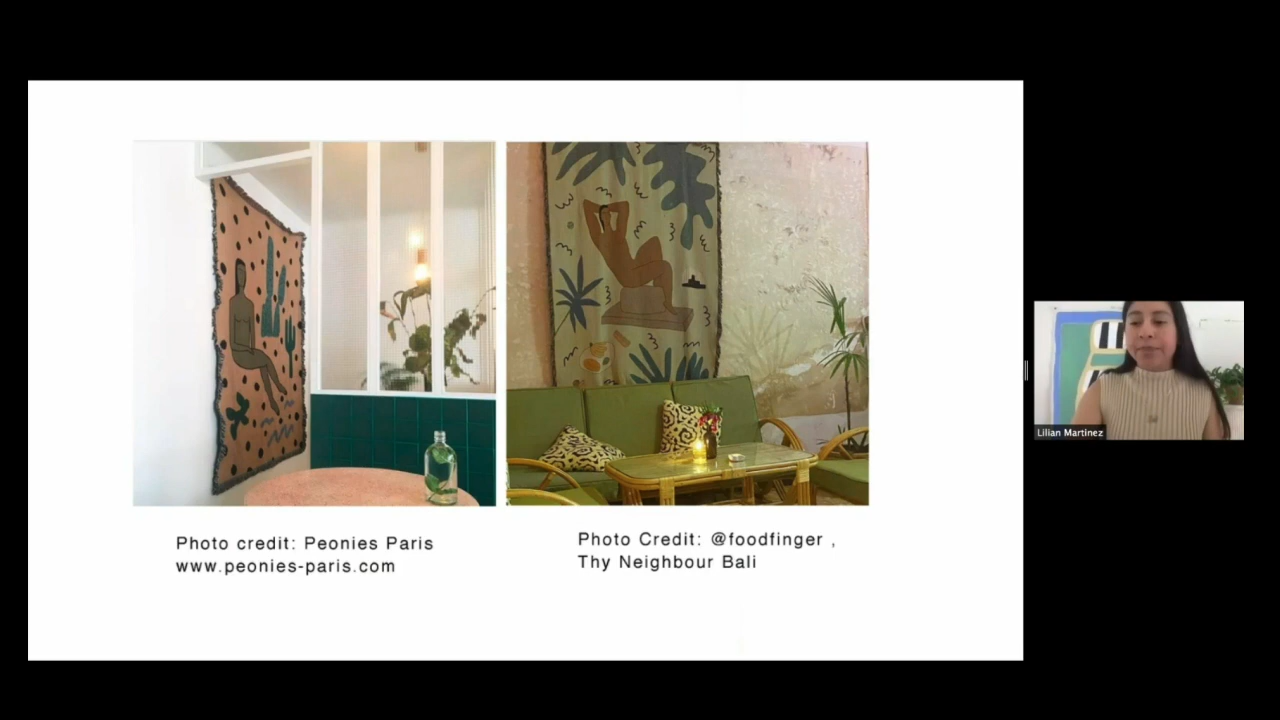 Photo credit: Peonies Paris
www.peonies-paris.com
Photo Credit: @foodfinger ,
Thy Neighbour Bali
Lilian Martinez